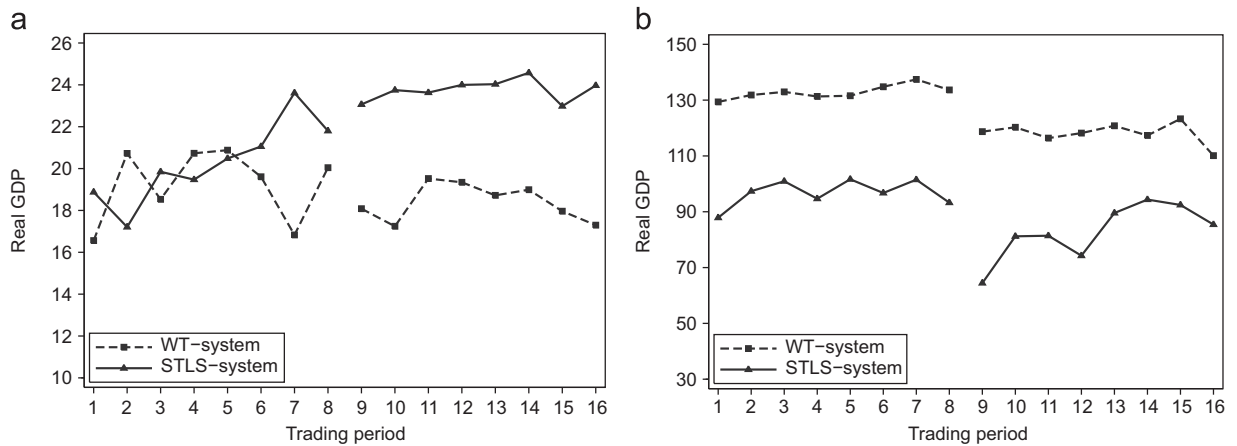 a
26
24
22
20
18
16
14
12
10
Real GDP
WT-system
STLS-system
1 2 3 4 5 6 7 8 9 10 11 12 13 14 15 16
Trading period
b
150
130
110
90
70
50
30
Real GDP
WT-system
STLS-system
1 2 3 4 5 6 7 8 9 10 11 12 13 14 15 16
Trading period